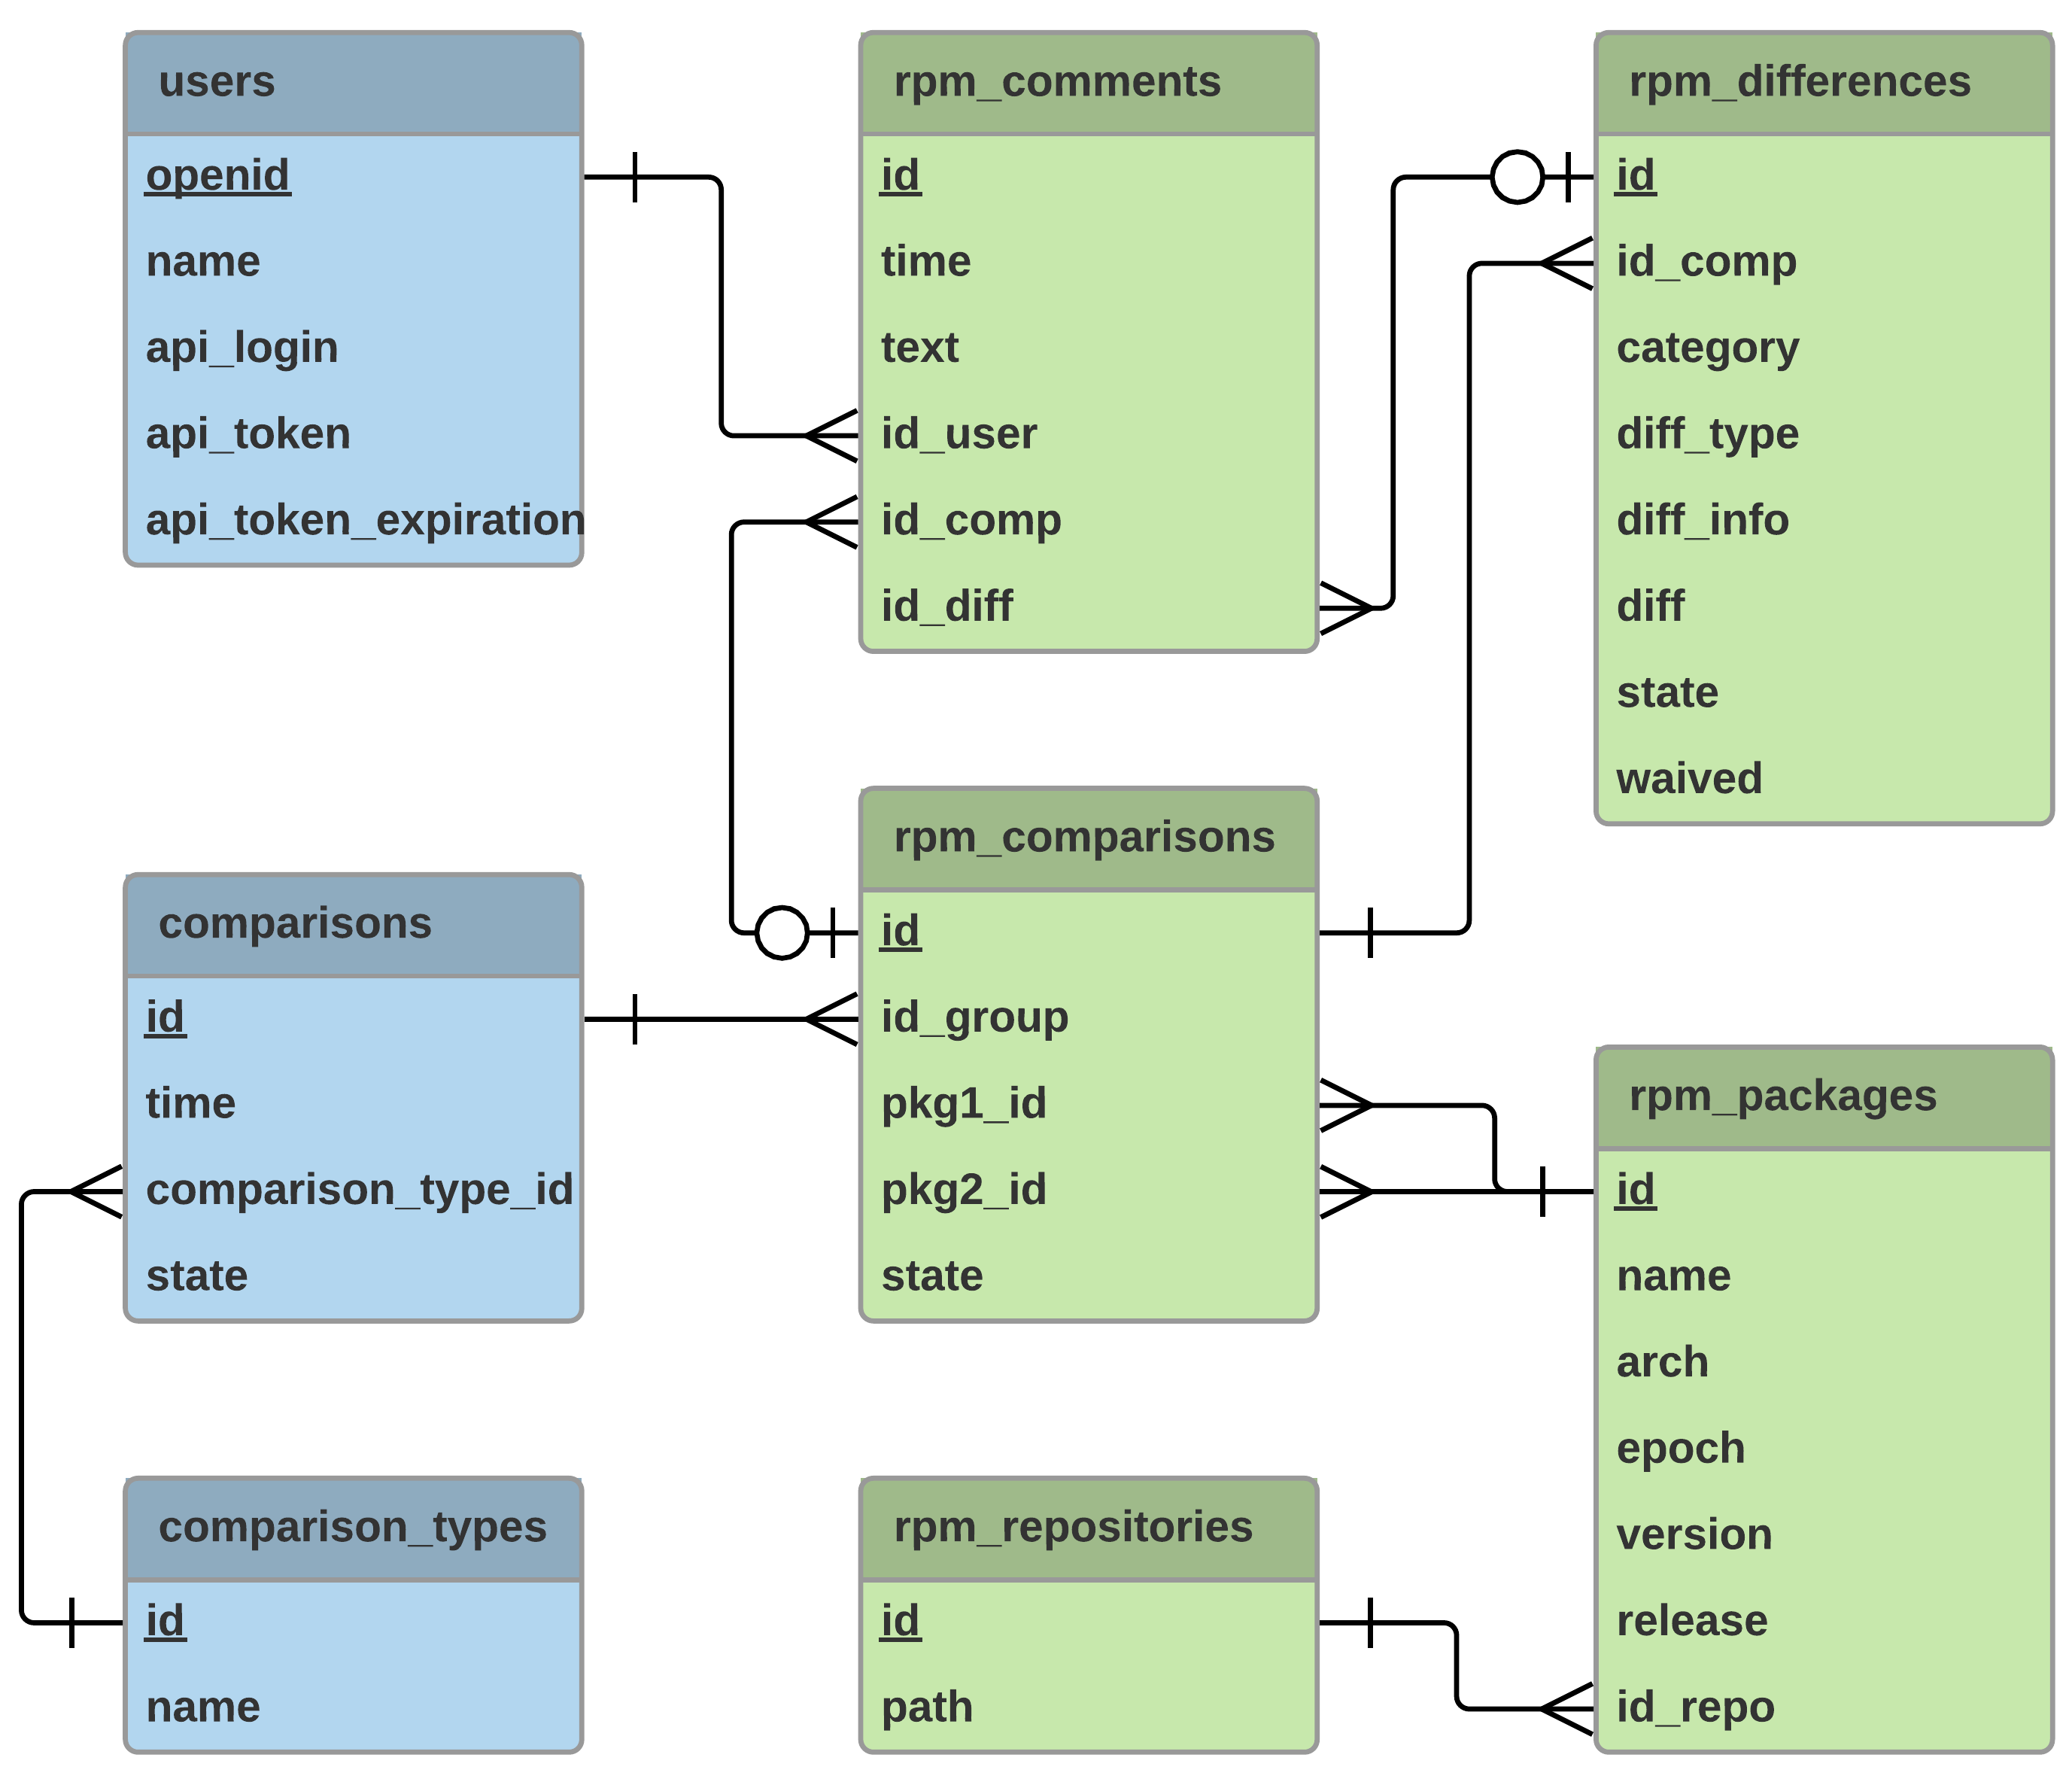 users
openid
name
api_login
api_token
api_token_expiration
rpm_comments
id
time
text
id_user
id_comp
id_diff
rpm_differences
id
id_comp
category
diff_type
diff_info
diff
state
waived
comparisons
id
time
comparison_type_id
state
rpm_comparisons
id
id_group
pkg1_id
pkg2_id
state
rpm_packages
id
name
arch
epoch
version
release
id_repo
comparison_types
id
name
rpm_repositories
id
path